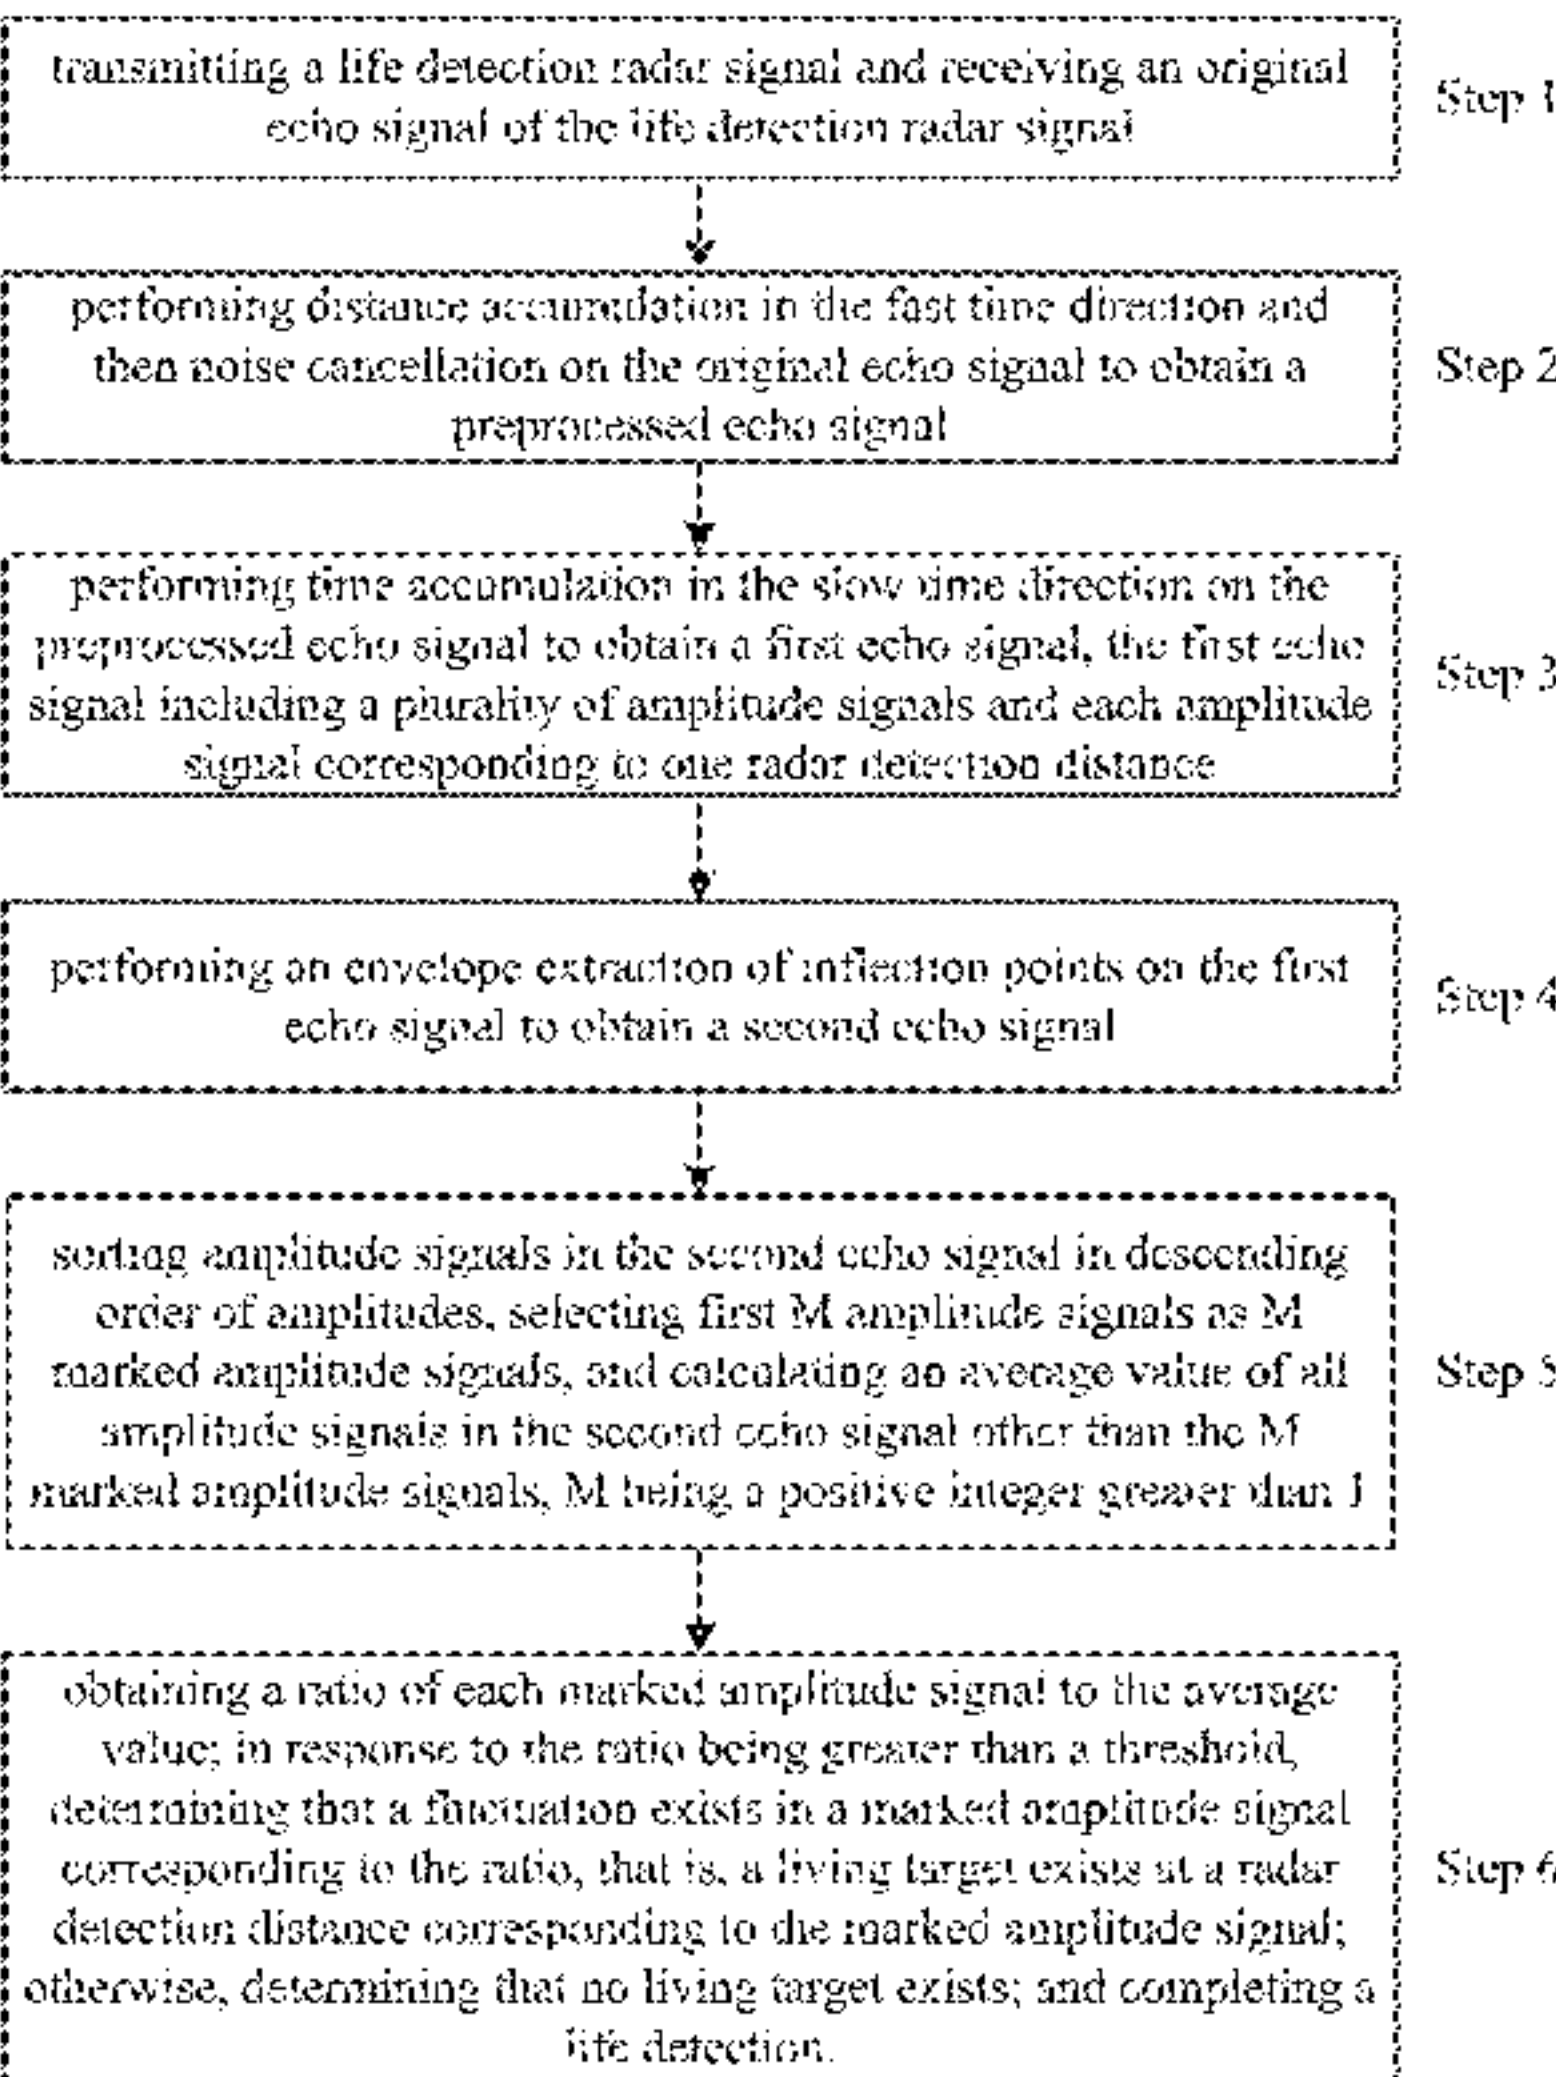 transmitting a life detection radar signal and receiving an original
echo signal of the life detection radar signal
Step 1
performing distance accumulation in the fast time direction and
then noise cancellation on the original echo signal to obtain a
preprocessed echo signal
Step 2
performing time accumulation in the slow time direction on the
preprocessed echo signal to obtain a first echo signal, the first echo
signal including a plurality of amplitude signals and each amplitude
signal corresponding to one radar detection distance
Step 3
performing an envelope extraction of inflection points on the first
echo signal to obtain a second echo signal
Step 4
sorting amplitude signals in the second echo signal in descending
order of amplitudes, selecting first M amplitude signals as M
marked amplitude signals, and calculating an average value of all
amplitude signals in the second echo signal other than the M
marked amplitude signals, M being a positive integer greater than 1
Step 5
obtaining a ratio of each marked amplitude signal to the average
value; in response to the ratio being greater than a threshold,
determining that a fluctuation exists in a marked amplitude signal
corresponding to the ratio, that is, a living target exists at a radar
detection distance corresponding to the marked amplitude signal;
otherwise, determining that no living target exists; and completing a
life detection.
Step 6